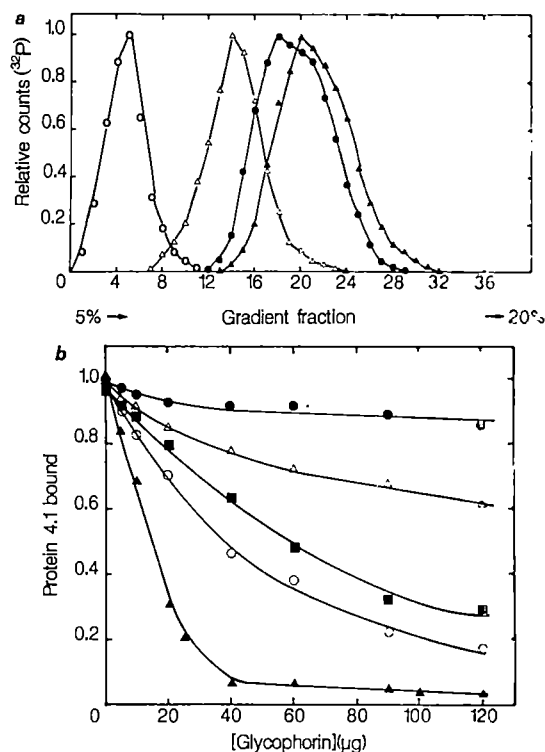 a
Relative counts (³²P)
1.0
0.8
0.6
0.4
0.2
0
4 8 12 16 20 24 28 32 36
5% → Gradient fraction → 20%
b
Protein 4.1 bound
1.0
0.8
0.6
0.4
0.2
0 20 40 60 80 100 120
[Glycophorin](μg)